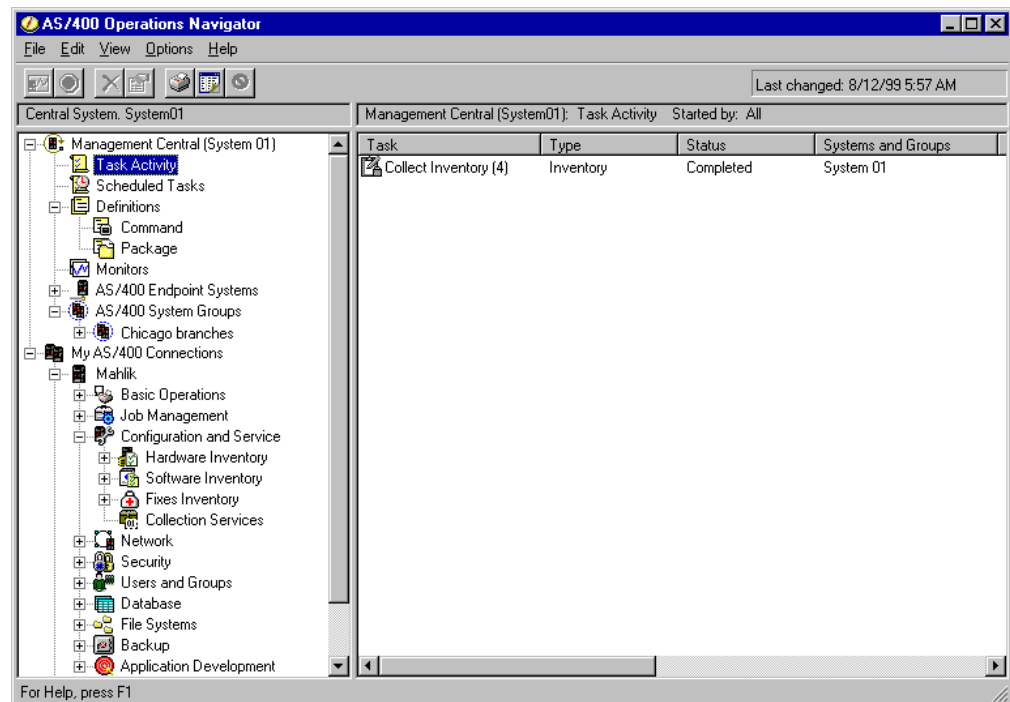 AS/400 Operations Navigator
File Edit View Options Help
Last changed: 8/12/99 5:57 AM
Central System. System01
Management Central (System01): Task Activity Started by: All
Management Central (System 01)
Task Activity
Scheduled Tasks
Definitions
Command
Package
Monitors
AS/400 Endpoint Systems
AS/400 System Groups
Chicago branches
My AS/400 Connections
Mahlik
Basic Operations
Job Management
Configuration and Service
Hardware Inventory
Software Inventory
Fixes Inventory
Collection Services
Network
Security
Users and Groups
Database
File Systems
Backup
Application Development
Task Type Status Systems and Groups
Collect Inventory (4) Inventory Completed System 01
For Help, press F1